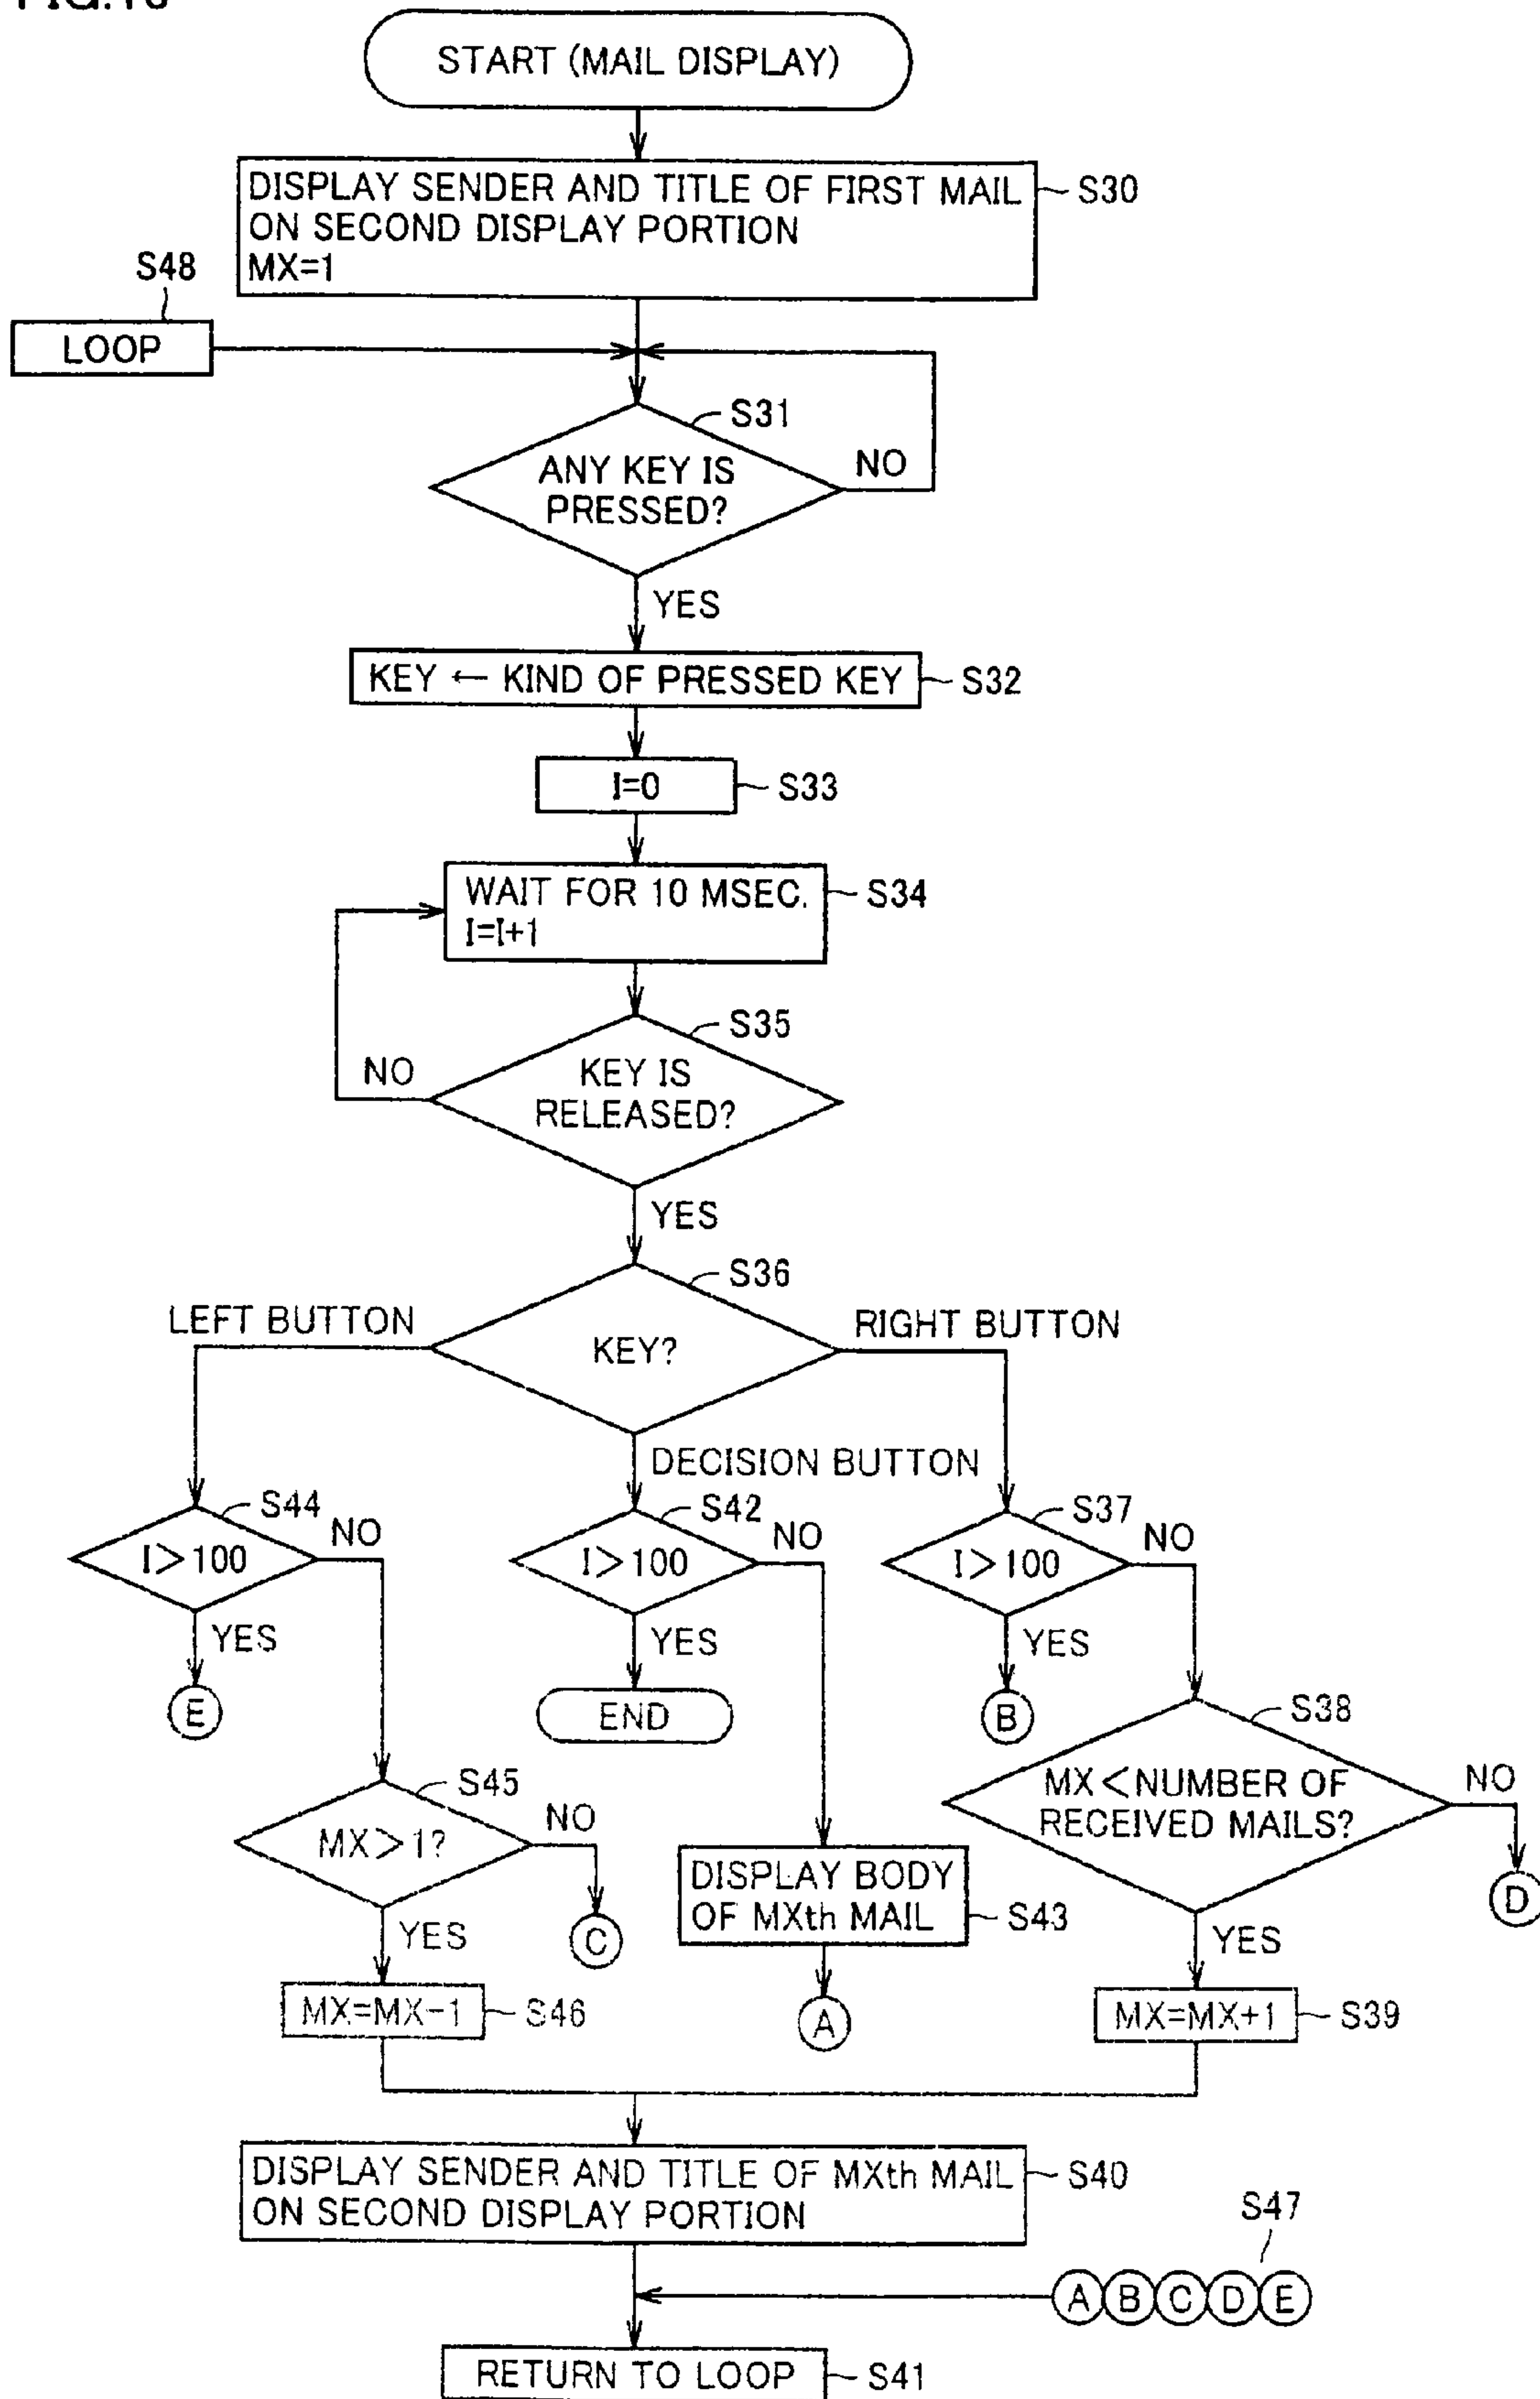 START (MAIL DISPLAY)
DISPLAY SENDER AND TITLE OF FIRST MAIL
ON SECOND DISPLAY PORTION
MX=1
S30
S48
LOOP
S31
ANY KEY IS
PRESSED?
NO
YES
KEY ← KIND OF PRESSED KEY
S32
I=0
S33
WAIT FOR 10 MSEC.
I=I+1
S34
S35
KEY IS
RELEASED?
NO
YES
S36
LEFT BUTTON
KEY?
RIGHT BUTTON
DECISION BUTTON
S44
I>100
NO
YES
E
S42
I>100
NO
YES
END
S37
I>100
NO
YES
B
S38
MX<NUMBER OF
RECEIVED MAILS?
NO
D
YES
S45
MX>1?
NO
C
YES
DISPLAY BODY
OF MXth MAIL
S43
A
MX=MX-1
S46
MX=MX+1
S39
DISPLAY SENDER AND TITLE OF MXth MAIL
ON SECOND DISPLAY PORTION
S40
S47
A B C D E
RETURN TO LOOP
S41